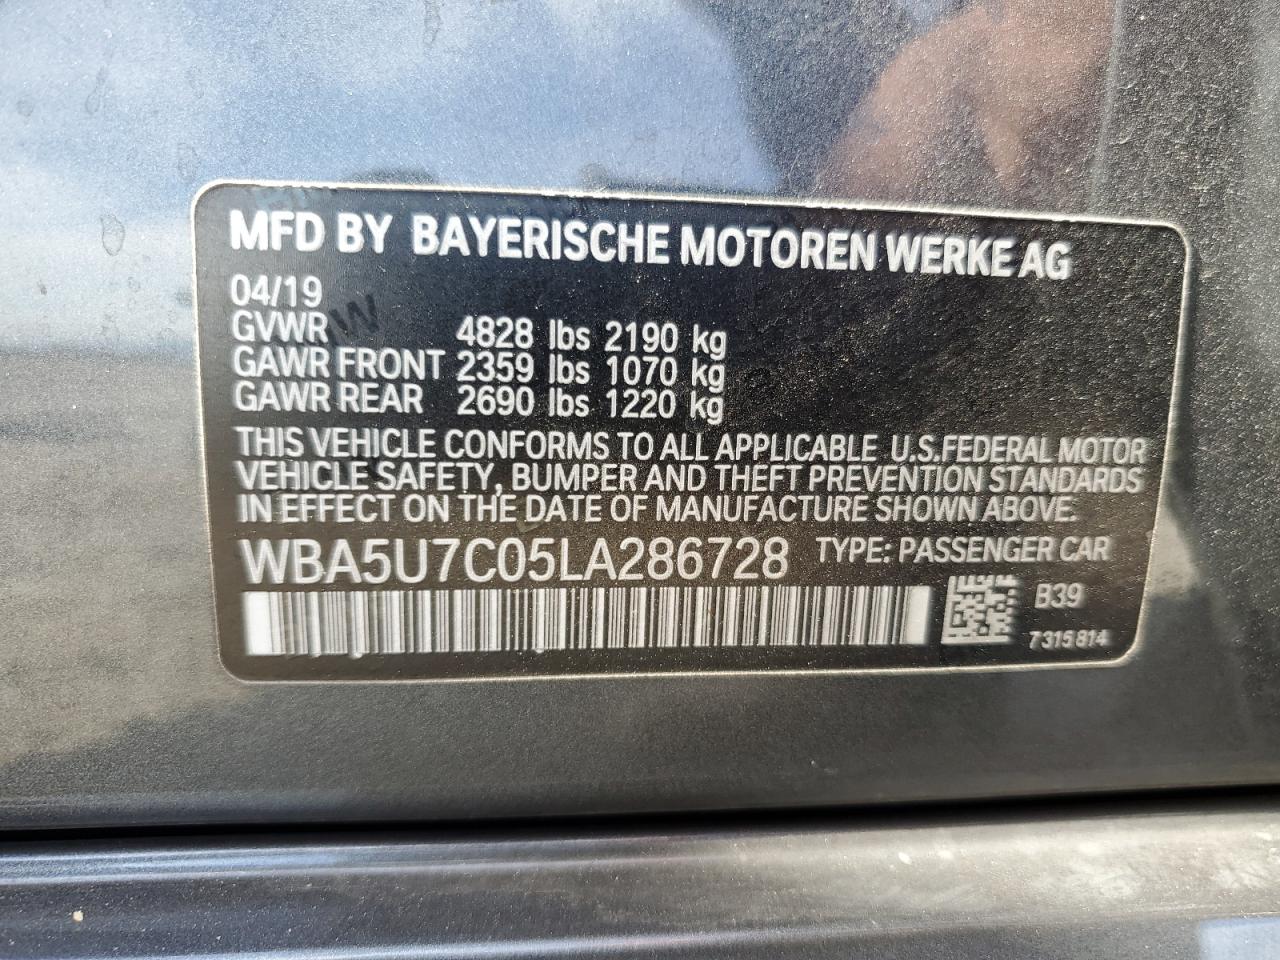 MFD BY BAYERISCHE MOTOREN WERKE AG
04/19
GVWR 4828 lbs 2190 kg
GAWR FRONT 2359 lbs 1070 kg
GAWR REAR 2690 lbs 1220 kg
THIS VEHICLE CONFORMS TO ALL APPLICABLE U.S.FEDERAL MOTOR
VEHICLE SAFETY, BUMPER AND THEFT PREVENTION STANDARDS
IN EFFECT ON THE DATE OF MANUFACTURE SHOWN ABOVE.
WBA5U7C05LA286728 TYPE: PASSENGER CAR
B39
7315814